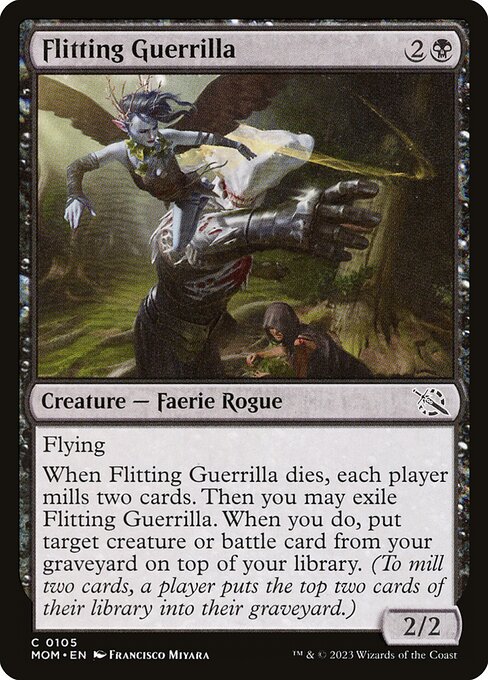 Flitting Guerrilla 2
Creature — Faerie Rogue
Flying
When Flitting Guerrilla dies, each player
mills two cards. Then you may exile
Flitting Guerrilla. When you do, put
target creature or battle card from your
graveyard on top of your library. (To mill
two cards, a player puts the top two cards of
their library into their graveyard.)
2/2
C 0105
MOM • EN Francisco Miyara
™ & © 2023 Wizards of the Coast